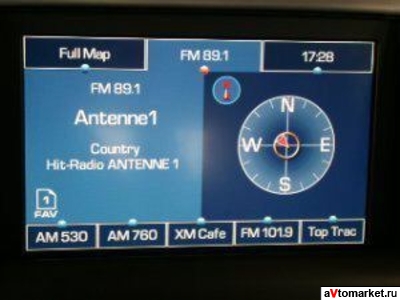 Full Map
FM 89.1
17:28
FM 89.1
Antenne1
Country
Hit-Radio ANTENNE 1
N
W
E
S
1
FAV
AM 530
AM 760
XM Cafe
FM 101.9
Top Trac
aVtomarket.ru